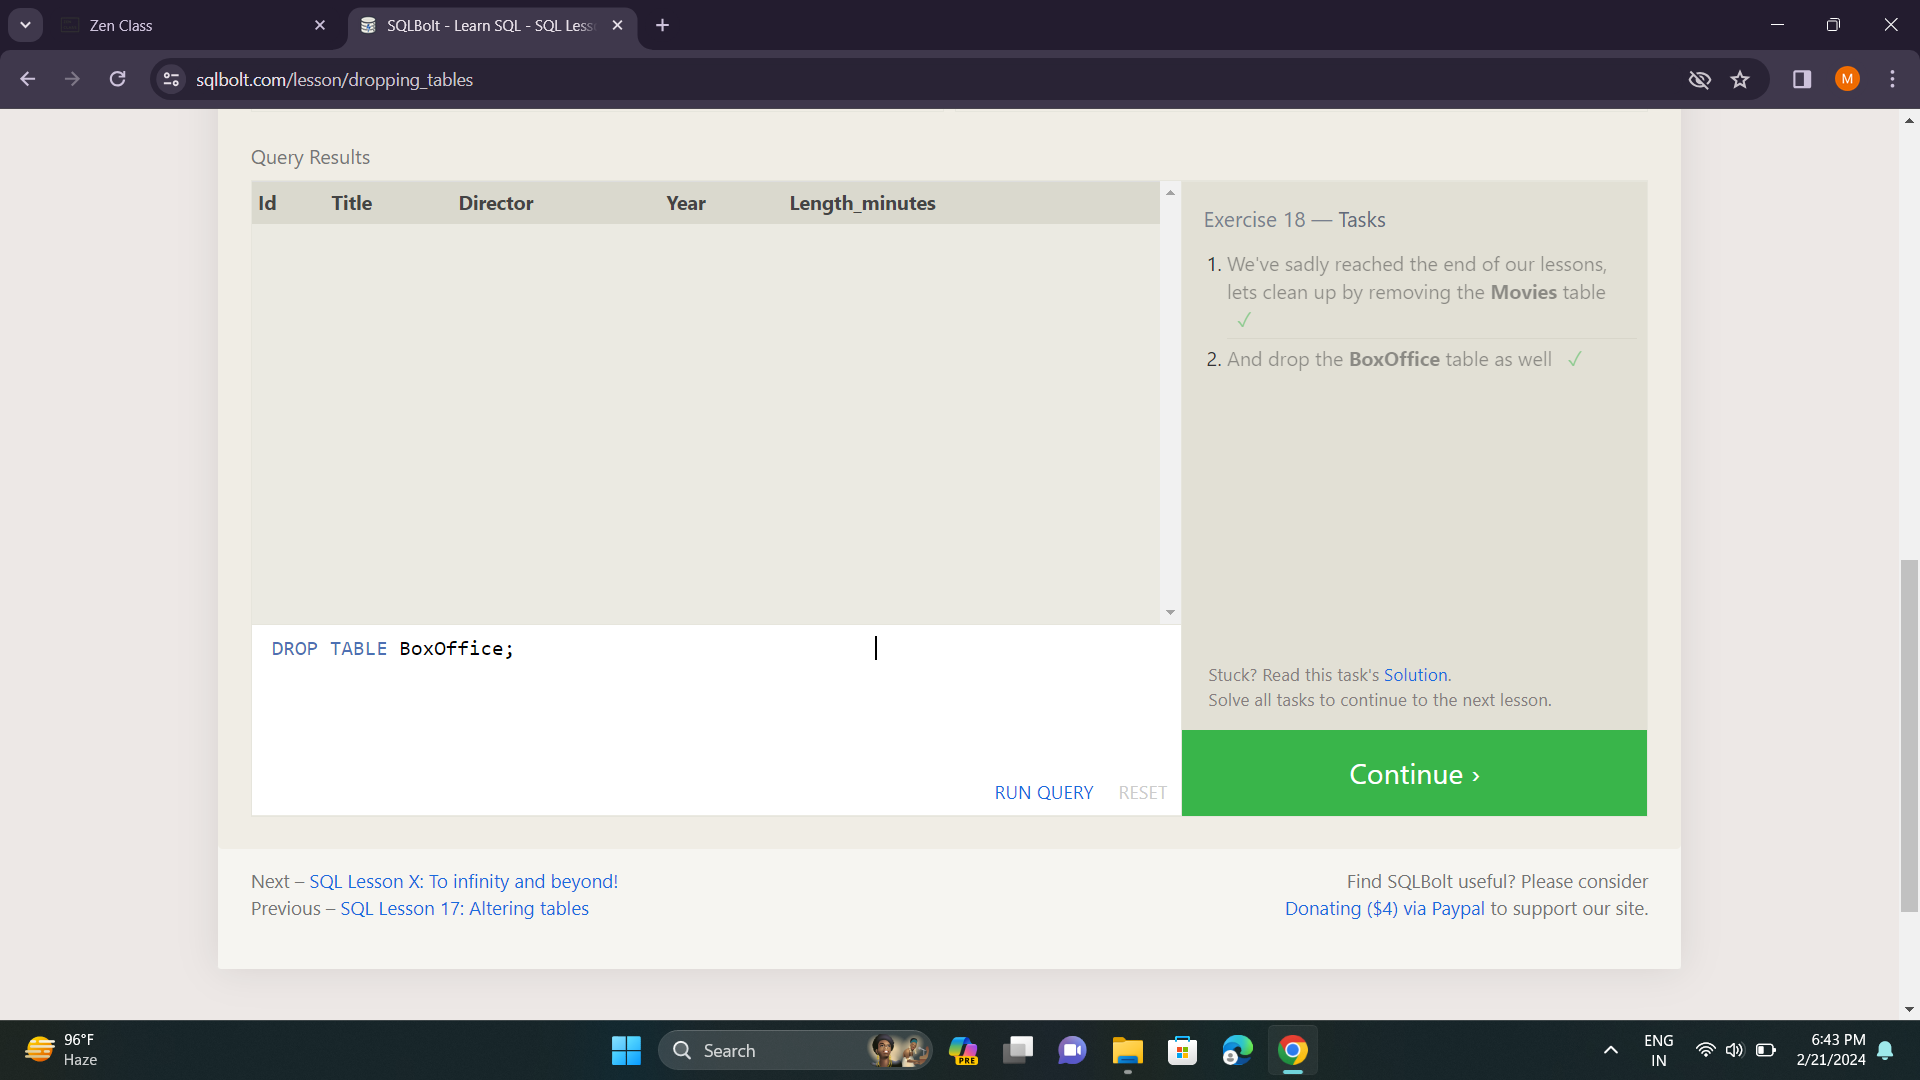 Zen Class
SQLBolt - Learn SQL - SQL Less
sqlbolt.com/lesson/dropping_tables
M
Query Results
Id Title Director Year Length_minutes
Exercise 18 — Tasks
1. We've sadly reached the end of our lessons,
lets clean up by removing the Movies table
✓
2. And drop the BoxOffice table as well ✓
DROP TABLE BoxOffice;
Stuck? Read this task's Solution.
Solve all tasks to continue to the next lesson.
RUN QUERY RESET
Continue ›
Next – SQL Lesson X: To infinity and beyond!
Previous – SQL Lesson 17: Altering tables
Find SQLBolt useful? Please consider
Donating ($4) via Paypal to support our site.
96°F
Haze
Search
PRE
ENG
IN
6:43 PM
2/21/2024